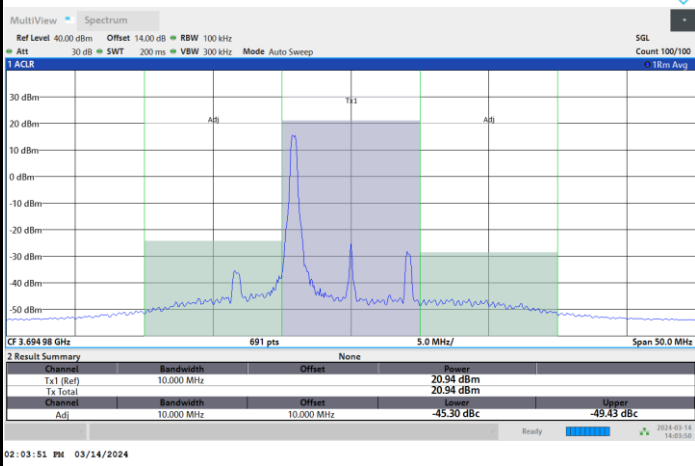 MultiView Spectrum
Ref Level 40.00 dBm Offset 14.00 dB RBW 100 kHz SGL
Att 30 dB SWT 200 ms VBW 300 kHz Mode Auto Sweep Count 100/100
1 ACLR 1Rm Avg
Tx1
30 dBm
Adj Adj
20 dBm
10 dBm
0 dBm
-10 dBm
-20 dBm
-30 dBm
-40 dBm
-50 dBm
CF 3.694 98 GHz 691 pts 5.0 MHz/ Span 50.0 MHz
2 Result Summary None
Channel Bandwidth Offset Power
Tx1 (Ref) 10.000 MHz 20.94 dBm
Tx Total 20.94 dBm
Channel Bandwidth Offset Lower Upper
Adj 10.000 MHz 10.000 MHz -45.30 dBc -49.43 dBc
Ready 2024-03-14
14:03:50
02:03:51 PM 03/14/2024